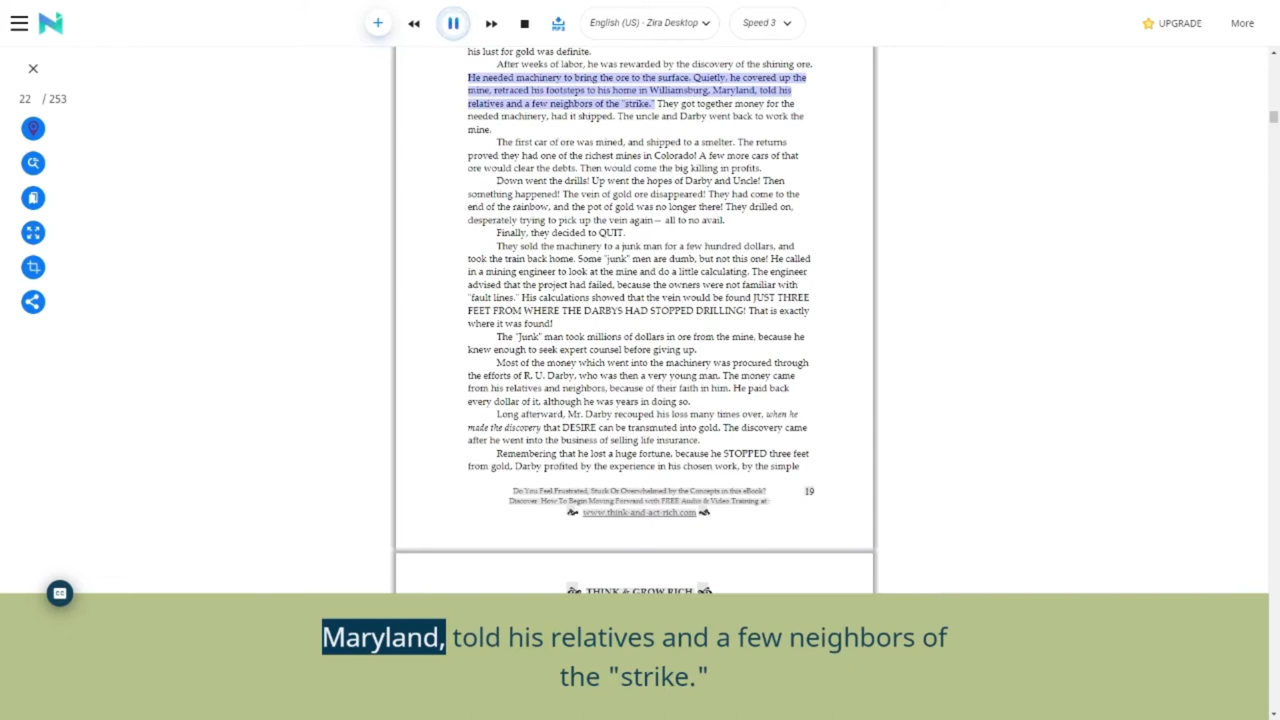 English (US) - Zira Desktop
Speed 3
UPGRADE
More
22 / 253
his lust for gold was definite.
After weeks of labor, he was rewarded by the discovery of the shining ore.
He needed machinery to bring the ore to the surface. Quietly, he covered up the
mine, retraced his footsteps to his home in Williamsburg, Maryland, told his
relatives and a few neighbors of the "strike." They got together money for the
needed machinery, had it shipped. The uncle and Darby went back to work the
mine.
The first car of ore was mined, and shipped to a smelter. The returns
proved they had one of the richest mines in Colorado! A few more cars of that
ore would clear the debts. Then would come the big killing in profits.
Down went the drills! Up went the hopes of Darby and Uncle! Then
something happened! The vein of gold ore disappeared! They had come to the
end of the rainbow, and the pot of gold was no longer there! They drilled on,
desperately trying to pick up the vein again— all to no avail.
Finally, they decided to QUIT.
They sold the machinery to a junk man for a few hundred dollars, and
took the train back home. Some "junk" men are dumb, but not this one! He called
in a mining engineer to look at the mine and do a little calculating. The engineer
advised that the project had failed, because the owners were not familiar with
"fault lines." His calculations showed that the vein would be found JUST THREE
FEET FROM WHERE THE DARBYS HAD STOPPED DRILLING! That is exactly
where it was found!
The "Junk" man took millions of dollars in ore from the mine, because he
knew enough to seek expert counsel before giving up.
Most of the money which went into the machinery was procured through
the efforts of R. U. Darby, who was then a very young man. The money came
from his relatives and neighbors, because of their faith in him. He paid back
every dollar of it, although he was years in doing so.
Long afterward, Mr. Darby recouped his loss many times over, when he
made the discovery that DESIRE can be transmuted into gold. The discovery came
after he went into the business of selling life insurance.
Remembering that he lost a huge fortune, because he STOPPED three feet
from gold, Darby profited by the experience in his chosen work, by the simple
Do You Feel Frustrated, Stuck Or Overwhelmed by the Concepts in this eBook?
19
Discover How To Begin Moving Forward with FREE Audio & Video Training at:
www.think-and-act-rich.com
THINK & GROW RICH
CC
Maryland, told his relatives and a few neighbors of
the "strike."